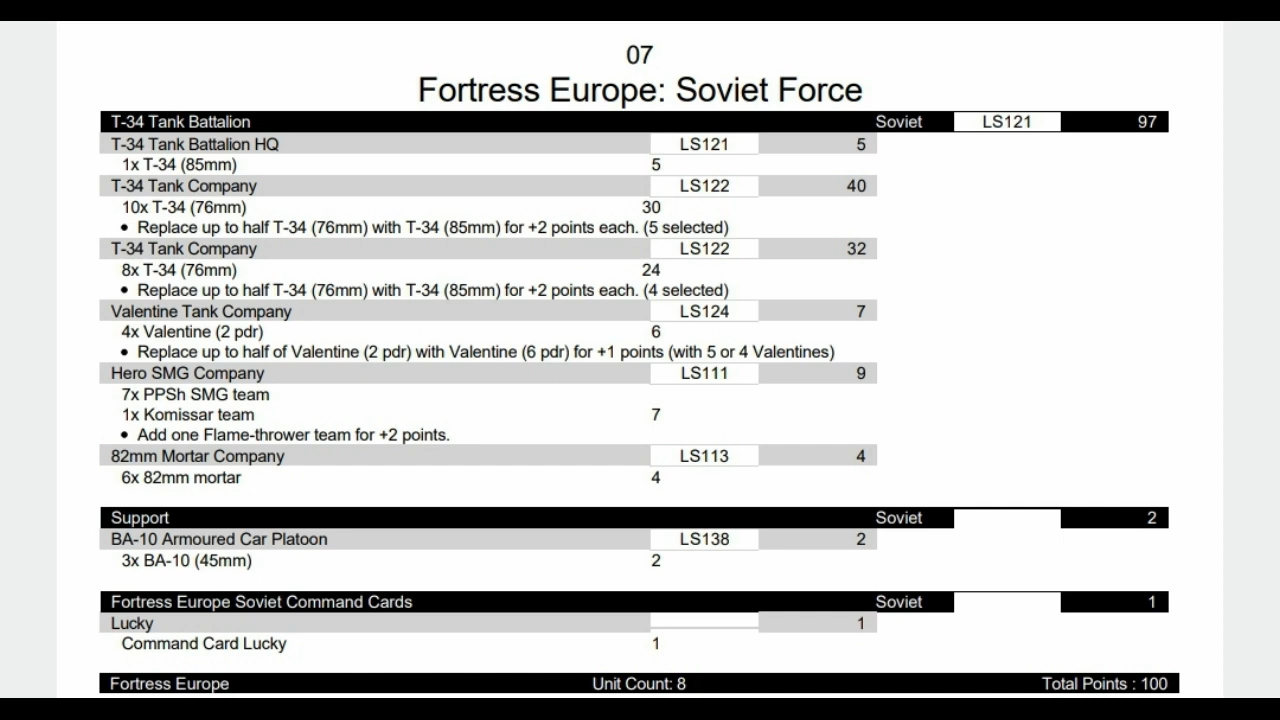 07
Fortress Europe: Soviet Force
T-34 Tank Battalion Soviet LS121 97
T-34 Tank Battalion HQ LS121 5
1x T-34 (85mm) 5
T-34 Tank Company LS122 40
10x T-34 (76mm) 30
• Replace up to half T-34 (76mm) with T-34 (85mm) for +2 points each. (5 selected)
T-34 Tank Company LS122 32
8x T-34 (76mm) 24
• Replace up to half T-34 (76mm) with T-34 (85mm) for +2 points each. (4 selected)
Valentine Tank Company LS124 7
4x Valentine (2 pdr) 6
• Replace up to half of Valentine (2 pdr) with Valentine (6 pdr) for +1 points (with 5 or 4 Valentines)
Hero SMG Company LS111 9
7x PPSh SMG team
1x Komissar team 7
• Add one Flame-thrower team for +2 points.
82mm Mortar Company LS113 4
6x 82mm mortar 4
Support Soviet 2
BA-10 Armoured Car Platoon LS138 2
3x BA-10 (45mm) 2
Fortress Europe Soviet Command Cards Soviet 1
Lucky 1
Command Card Lucky 1
Fortress Europe Unit Count: 8 Total Points : 100